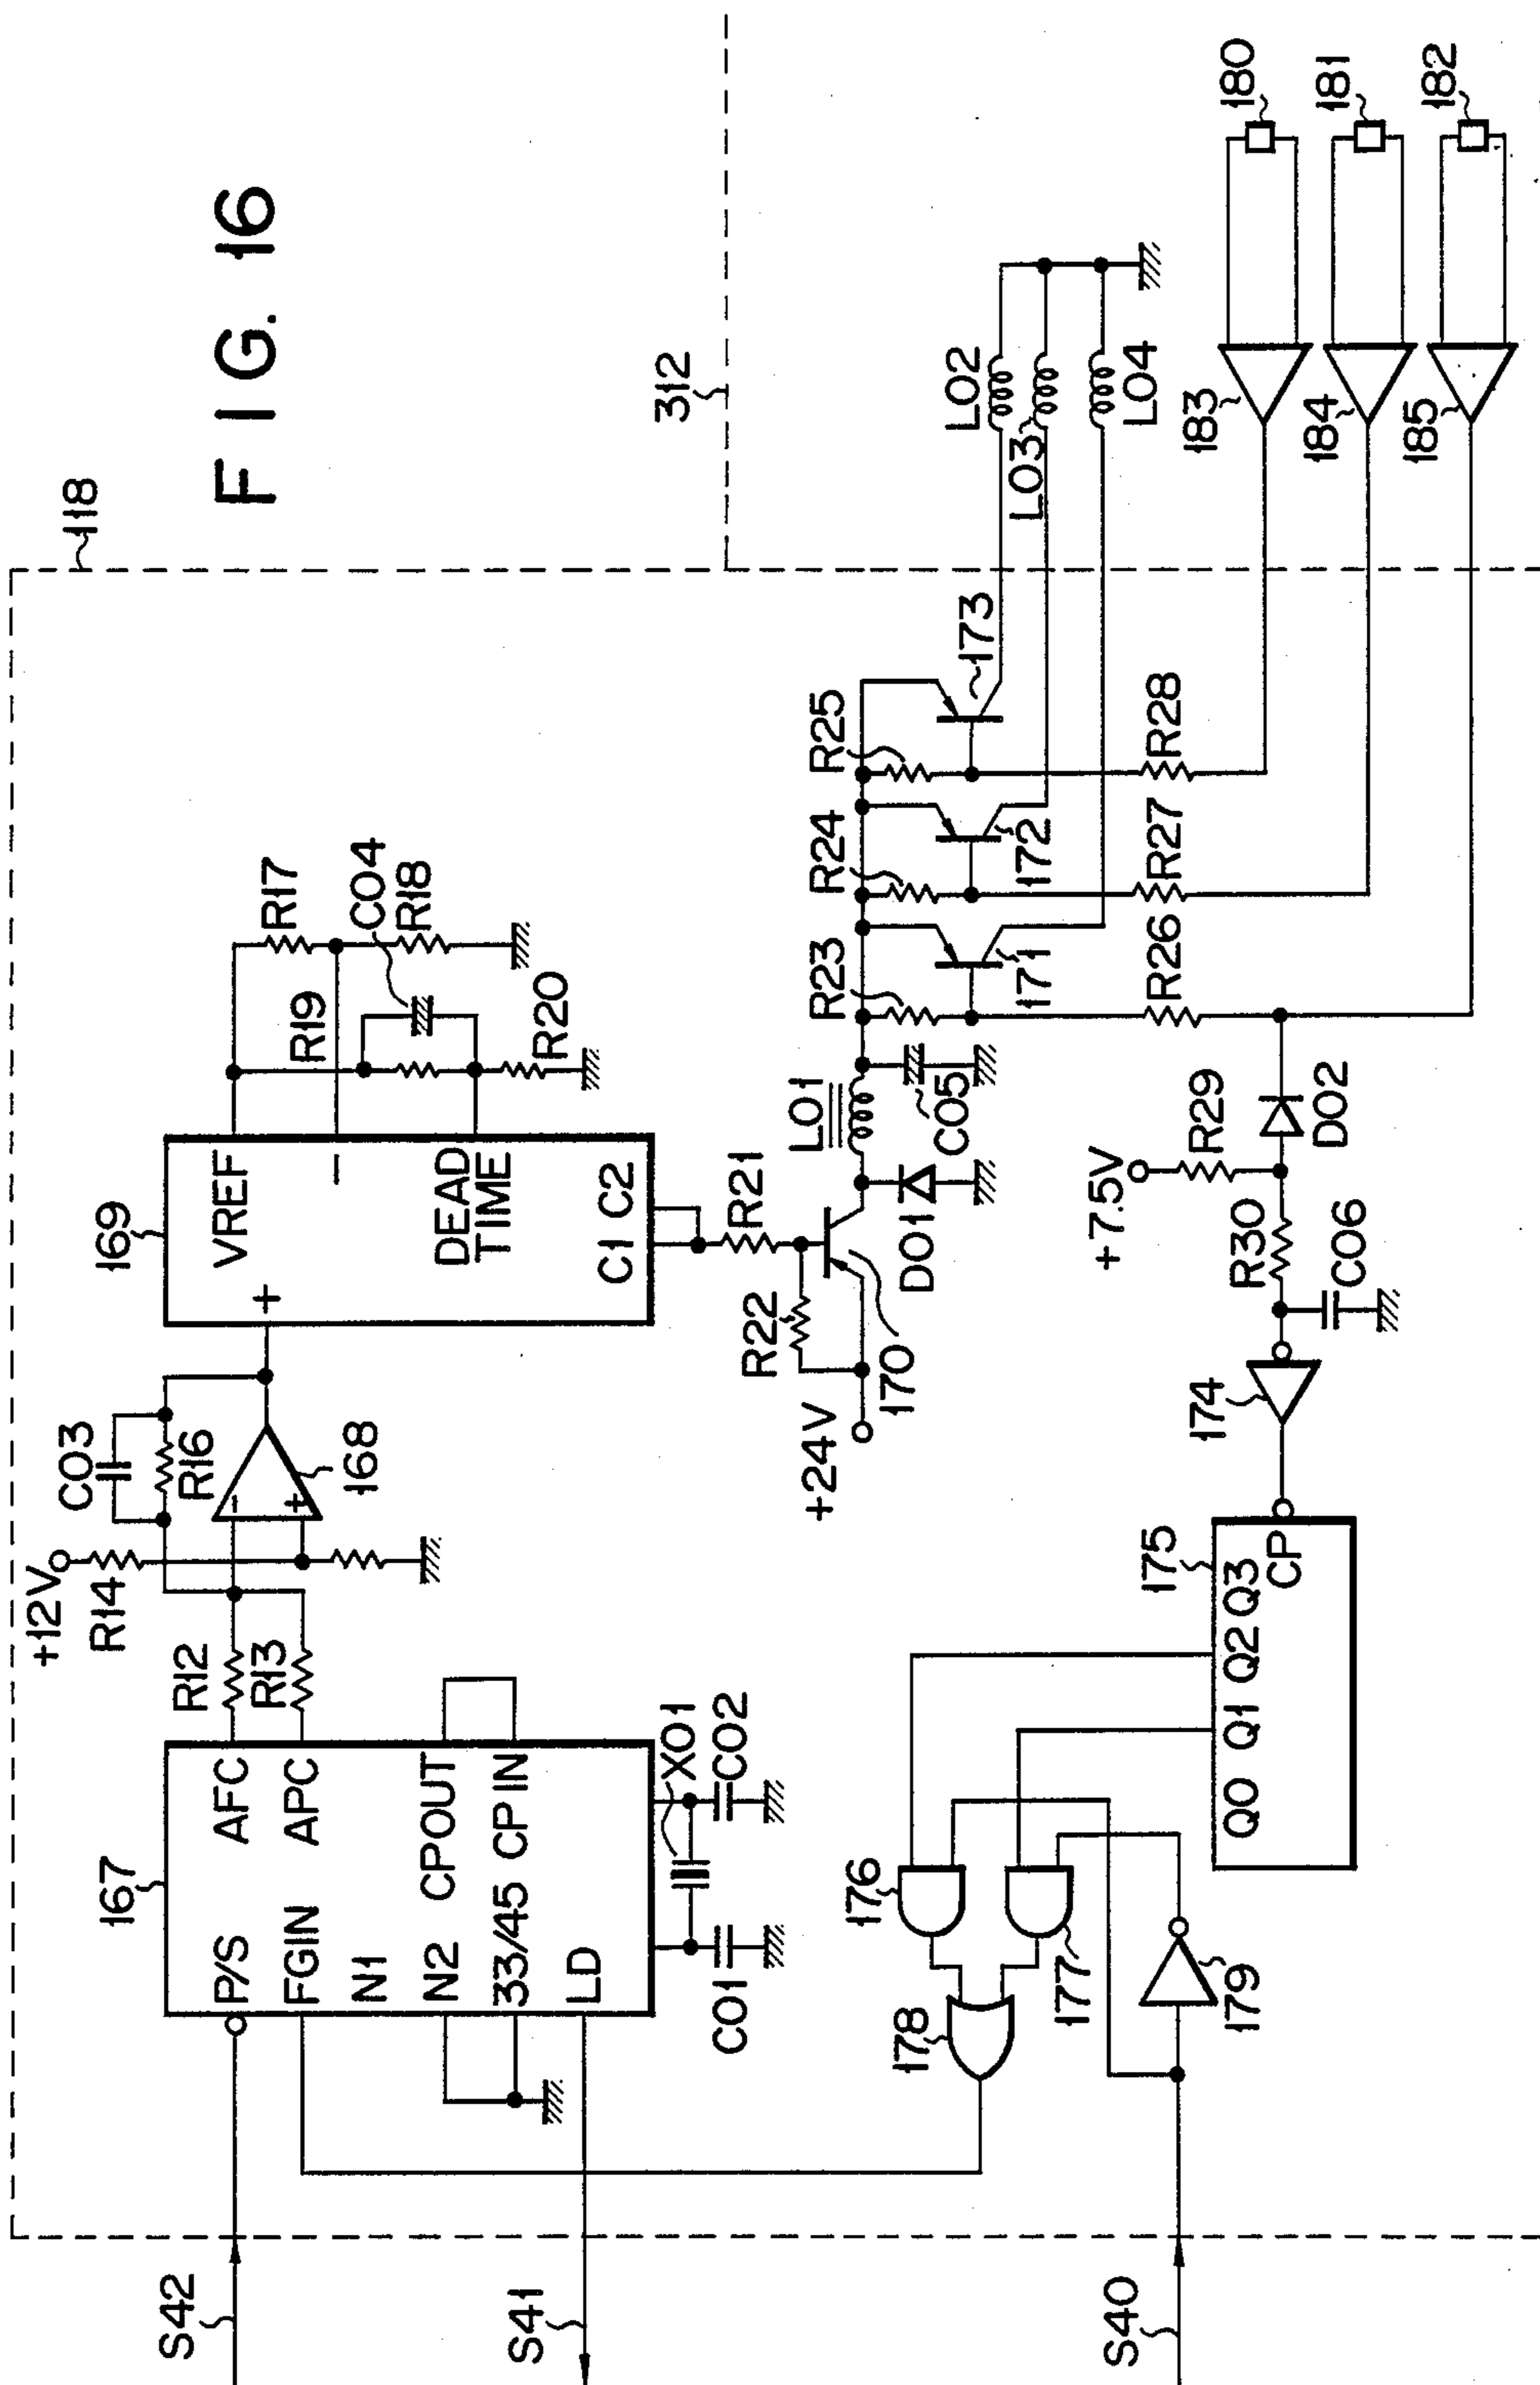 FIG. 16
118
312
S42
S41
S40
167
P/S
AFC
FGIN
APC
N1
N2
CPOUT
33/45
CPIN
LD
X01
C01
C02
R12
R13
+12V
R14
C03
R16
168
169
+
VREF
-
DEAD
TIME
C1
C2
R17
R18
R19
C04
R20
R21
R22
+24V
170
D01
L01
C05
R23
R24
R25
171
172
173
R26
R27
R28
L02
L03
L04
180
181
182
183
184
185
+7.5V
R29
R30
D02
C06
174
175
Q0
Q1
Q2
Q3
CP
176
177
178
179
-
+